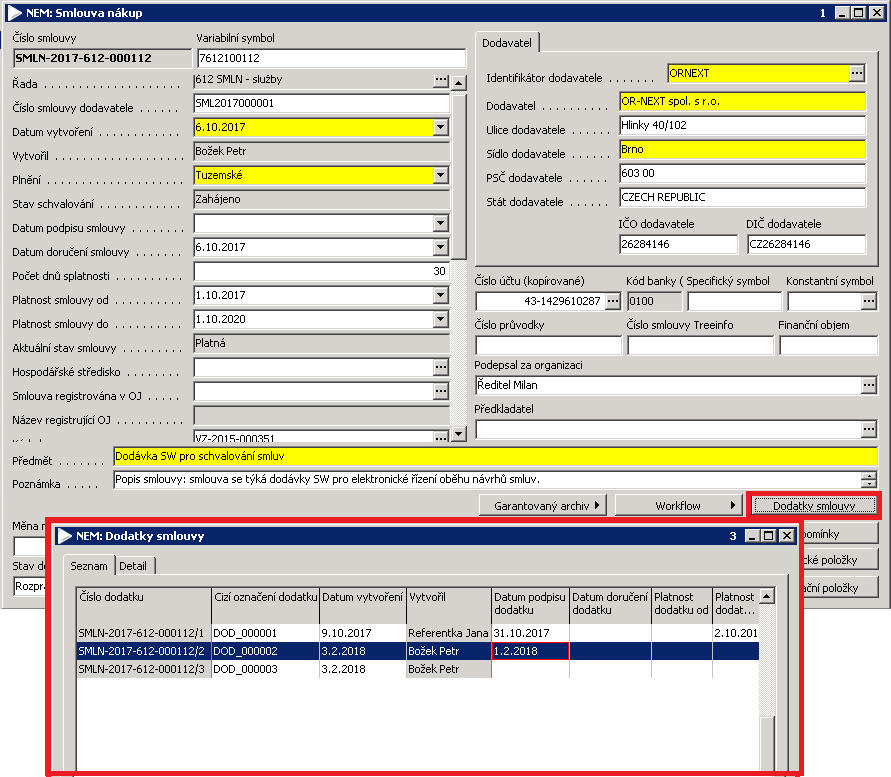 NEM: Smlouva nákup 1
Číslo smlouvy Variabilní symbol
SMLN-2017-612-000112 7612100112
Řada 612 SMLN - služby
Číslo smlouvy dodavatele SML2017000001
Datum vytvoření 6.10.2017
Vytvořil Božek Petr
Plnění Tuzemské
Stav schvalování Zahájeno
Datum podpisu smlouvy
Datum doručení smlouvy 6.10.2017
Počet dnů splatnosti 30
Platnost smlouvy od 1.10.2017
Platnost smlouvy do 1.10.2020
Aktuální stav smlouvy Platná
Hospodářské středisko
Smlouva registrována v OJ
Název registrující OJ
VZ-2015-000351
Dodavatel
Identifikátor dodavatele ORNEXT
Dodavatel OR-NEXT spol. s r.o.
Ulice dodavatele Hlinky 40/102
Sídlo dodavatele Brno
PSČ dodavatele 603 00
Stát dodavatele CZECH REPUBLIC
IČO dodavatele DIČ dodavatele
26284146 CZ26284146
Číslo účtu (kopírované) Kód banky ( Specifický symbol Konstantní symbol
43-1429610287 0100
Číslo průvodky Číslo smlouvy Treeinfo Finanční objem
Podepsal za organizaci
Ředitel Milan
Předkladatel
Předmět Dodávka SW pro schvalování smluv
Poznámka Popis smlouvy: smlouva se týká dodávky SW pro elektronické řízení oběhu návrhů smluv.
Garantovaný archiv Workflow Dodatky smlouvy
Měna
pomínky
cké položky
Stav d
Rozpr
ační položky
NEM: Dodatky smlouvy 3
Seznam Detail
Číslo dodatku Cizí označení dodatku Datum vytvoření Vytvořil Datum podpisu dodatku Datum doručení dodatku Platnost dodatku od Platnost dodat...
SMLN-2017-612-000112/1 DOD_000001 9.10.2017 Referentka Jana 31.10.2017 2.10.201
SMLN-2017-612-000112/2 DOD_000002 3.2.2018 Božek Petr 1.2.2018
SMLN-2017-612-000112/3 DOD_000003 3.2.2018 Božek Petr